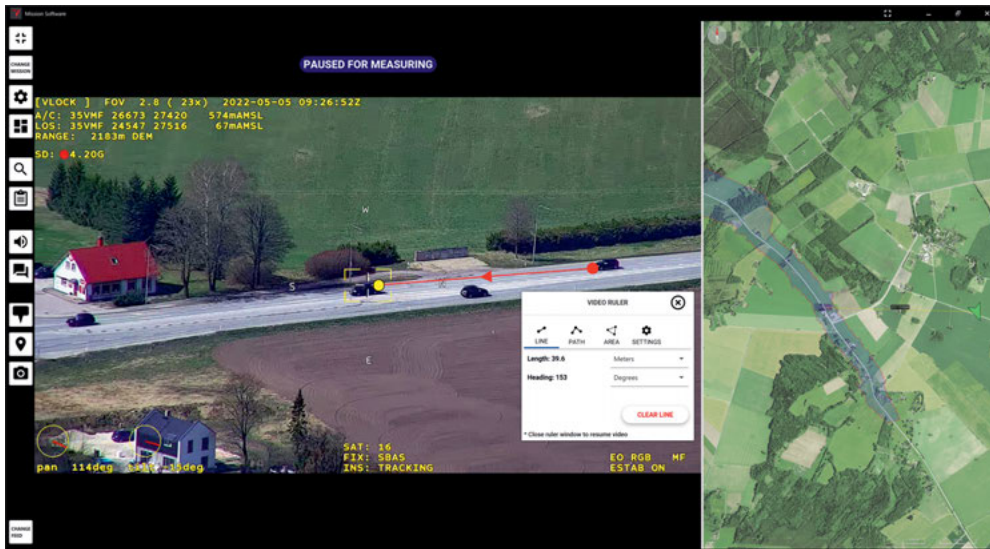 Mission Software
CHANGE MISSION
PAUSED FOR MEASURING
[VLOCK ] FOV 2.8 ( 23x) 2022-05-05 09:26:52Z
A/C: 35VMF 26673 27420 574mAMSL
LOS: 35VMF 24547 27516 67mAMSL
RANGE: 2183m DEM
SD: 4.20G
W
S
E
VIDEO RULER
LINE PATH AREA SETTINGS
Length: 39.6 Meters
Heading: 153 Degrees
CLEAR LINE
* Close ruler window to resume video
SAT: 16
FIX: SBAS
INS: TRACKING
EO RGB MF
ESTAB ON
pan 114deg
CHANGE FEED